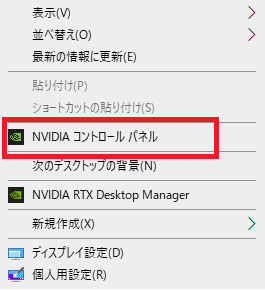 表示(V)
並べ替え(O)
最新の情報に更新(E)
貼り付け(P)
ショートカットの貼り付け(S)
NVIDIA コントロール パネル
次のデスクトップの背景(N)
NVIDIA RTX Desktop Manager
新規作成(X)
ディスプレイ設定(D)
個人用設定(R)